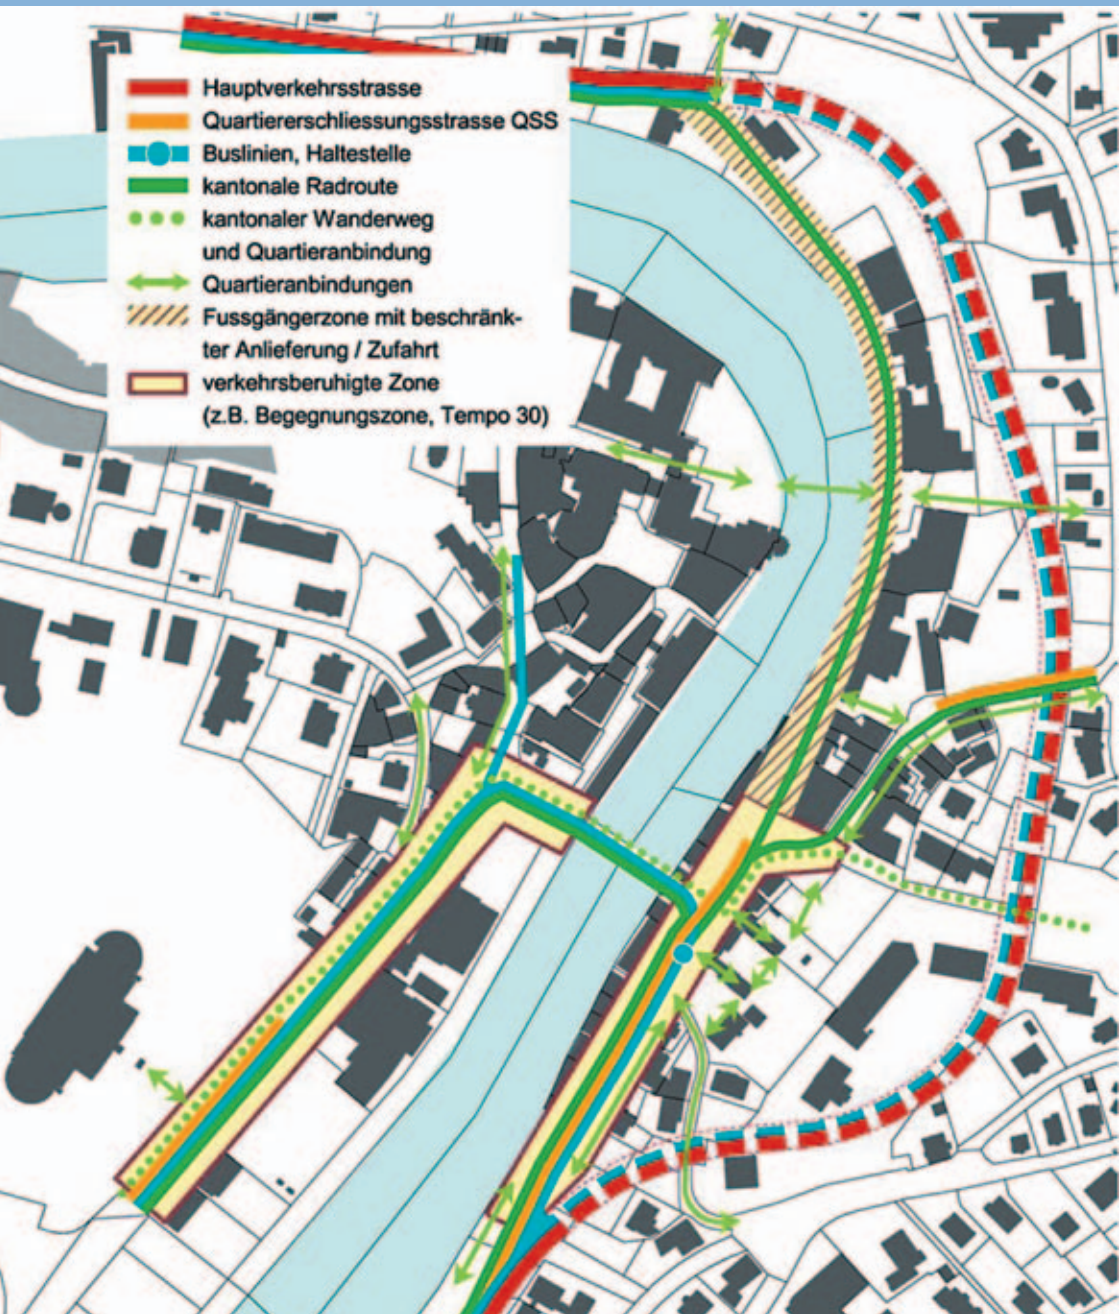 Hauptverkehrsstrasse
Quartiererschliessungsstrasse QSS
Buslinien, Haltestelle
kantonale Radroute
kantonaler Wanderweg
und Quartieranbindung
Quartieranbindungen
Fussgängerzone mit beschränk-
ter Anlieferung / Zufahrt
verkehrsberuhigte Zone
(z.B. Begegnungszone, Tempo 30)